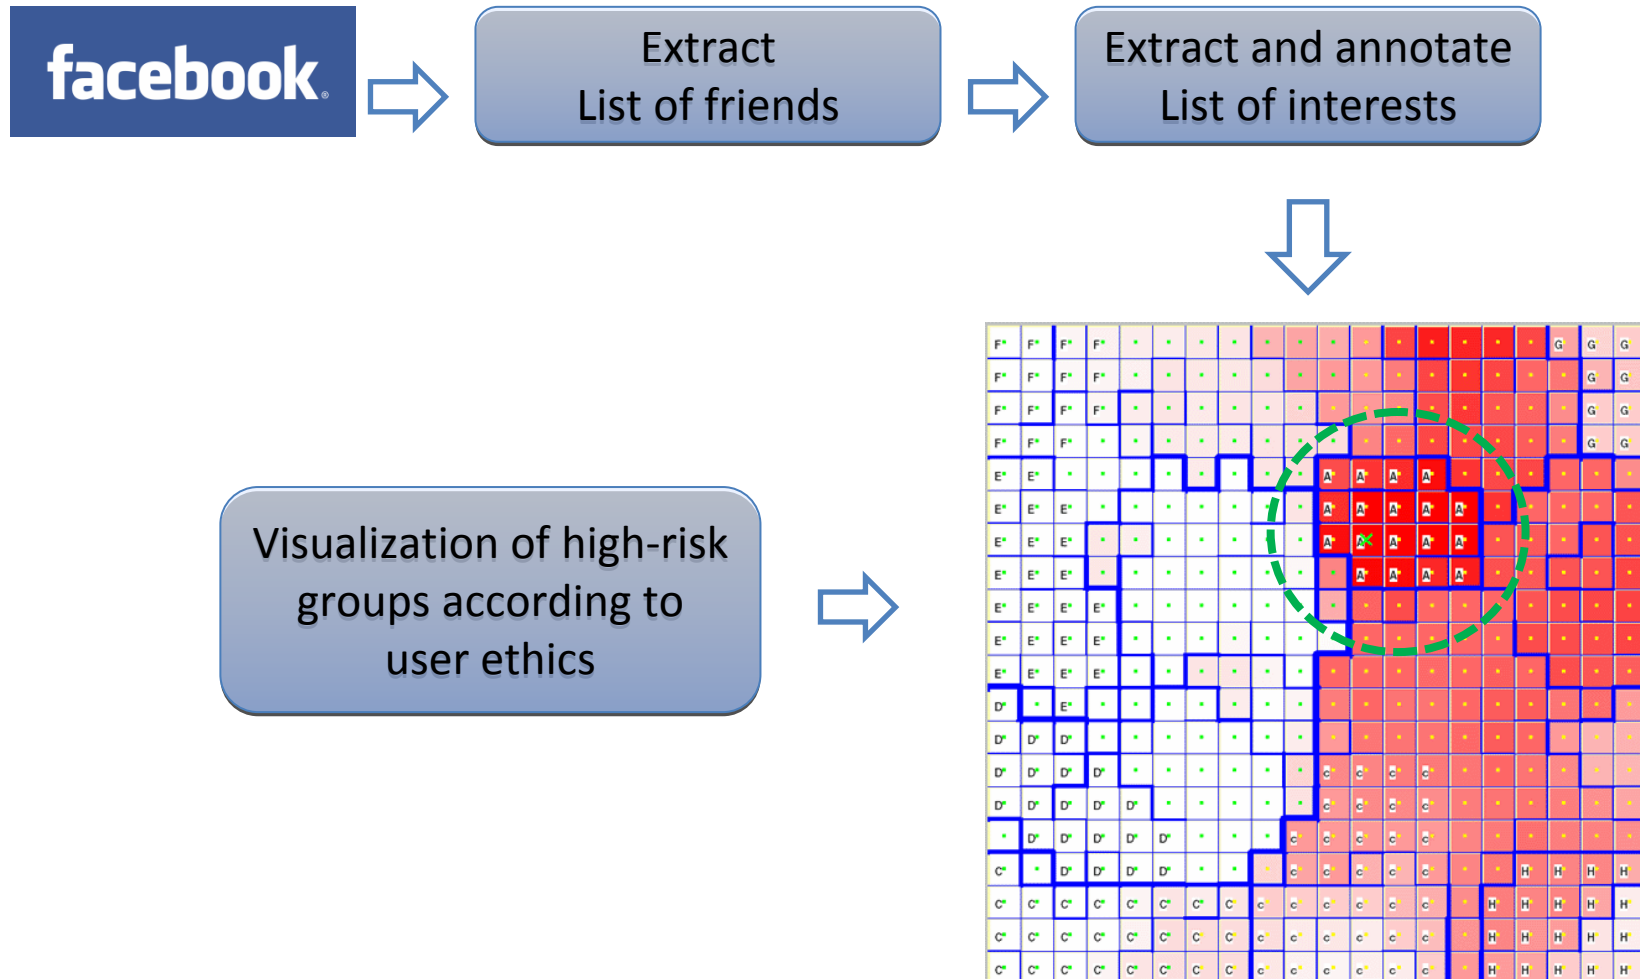 facebook®
Extract
List of friends
Extract and annotate
List of interests
Visualization of high-risk
groups according to
user ethics
F F F F G G G
F F F F G G
F F F F G G
F F F G G
E E A A A A
E E E A A A A A
E E E A A A A A
E E E A A A A
E E E E
E E E E
E E E E
D E
D D D
D D D D c c c c
D D D D D c c c c
D D D D D c c c c c
C D D D D c c c c c H H H H
C C C C C C C C c c c c c c H H H H H
C C C C C C C C c c c c c c H H H H H
C C C C C C C C c c c c c c H H H H H